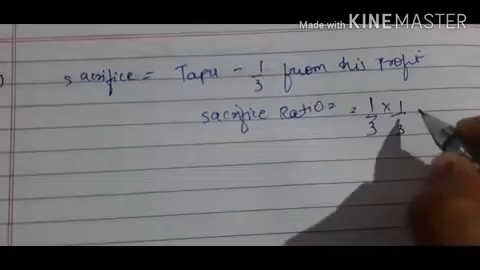 Made with KINEMASTER
sacrifice = Tapu - 1/3 from his profit
sacrifice Ratio = = 1/3 × 1/3